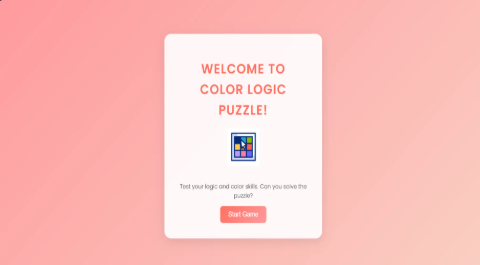 WELCOME TO
COLOR LOGIC
PUZZLE!
Test your logic and color skills. Can you solve the
puzzle?
Start Game